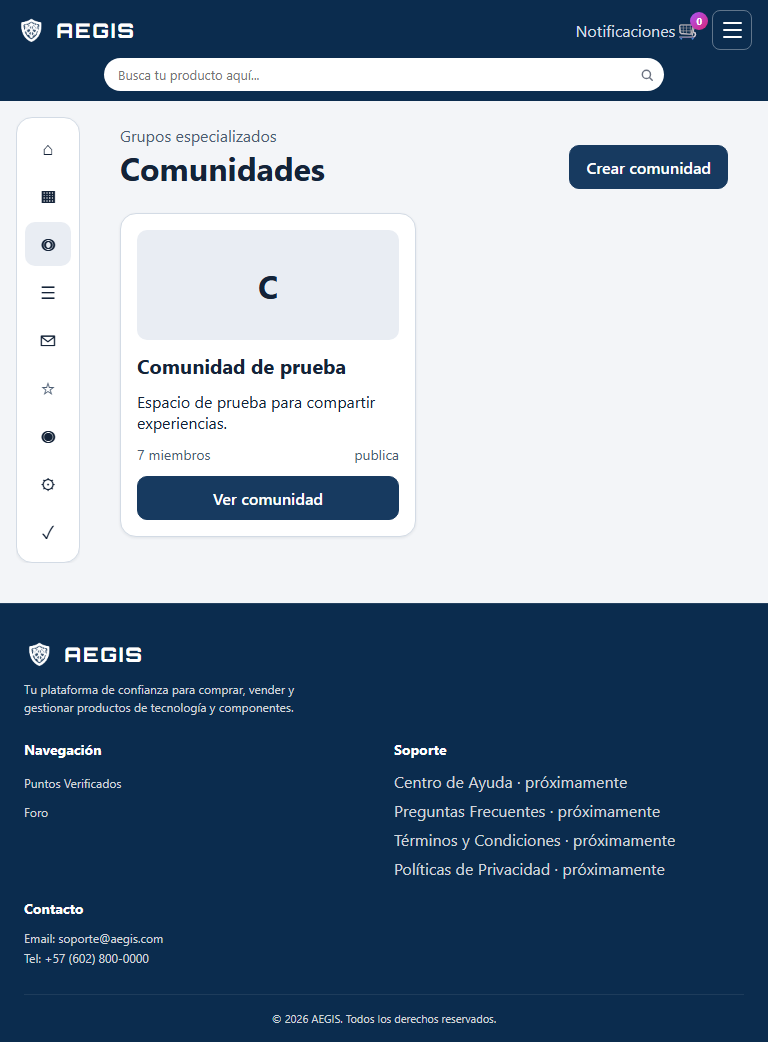 AEGIS
Notificaciones
0
Busca tu producto aquí...
Grupos especializados
Comunidades
Crear comunidad
C
Comunidad de prueba
Espacio de prueba para compartir
experiencias.
7 miembros publica
Ver comunidad
AEGIS
Tu plataforma de confianza para comprar, vender y
gestionar productos de tecnología y componentes.
Navegación
Puntos Verificados
Foro
Soporte
Centro de Ayuda · próximamente
Preguntas Frecuentes · próximamente
Términos y Condiciones · próximamente
Políticas de Privacidad · próximamente
Contacto
Email: soporte@aegis.com
Tel: +57 (602) 800-0000
© 2026 AEGIS. Todos los derechos reservados.